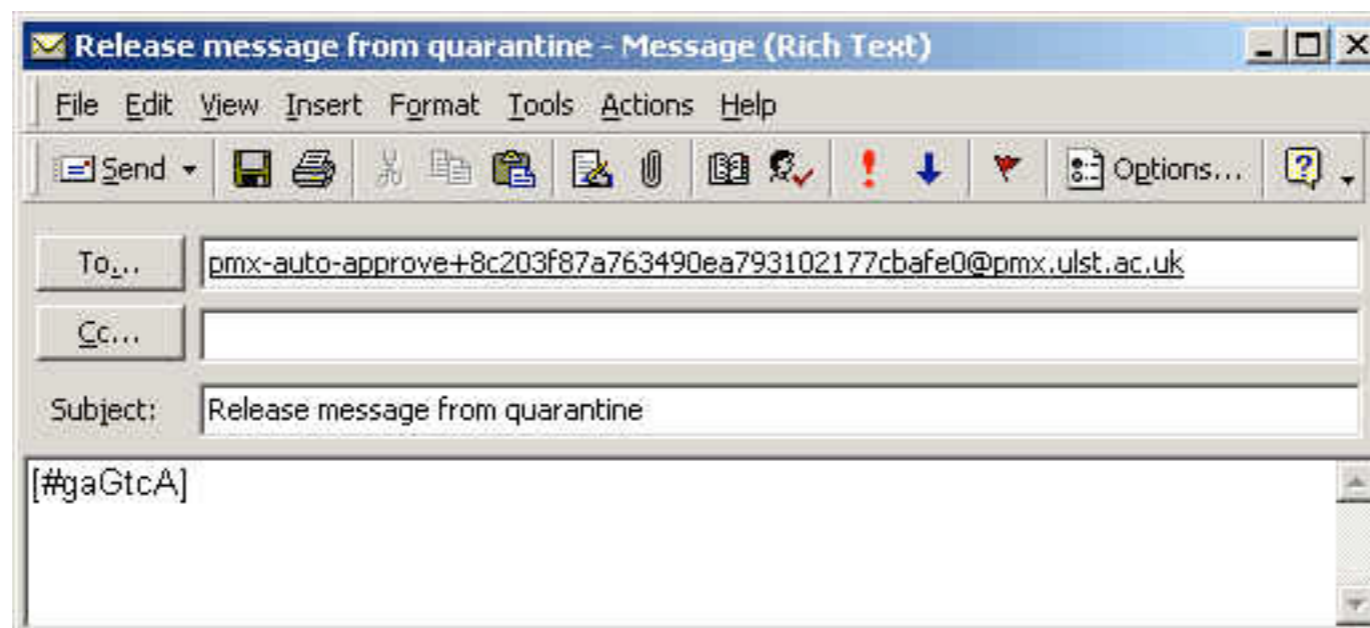 Release message from quarantine - Message (Rich Text)
File Edit View Insert Format Tools Actions Help
Send Options...
To... pmx-auto-approve+8c203f87a763490ea793102177cbafe0@pmx.ulst.ac.uk
Cc...
Subject: Release message from quarantine
[#gaGtcA]